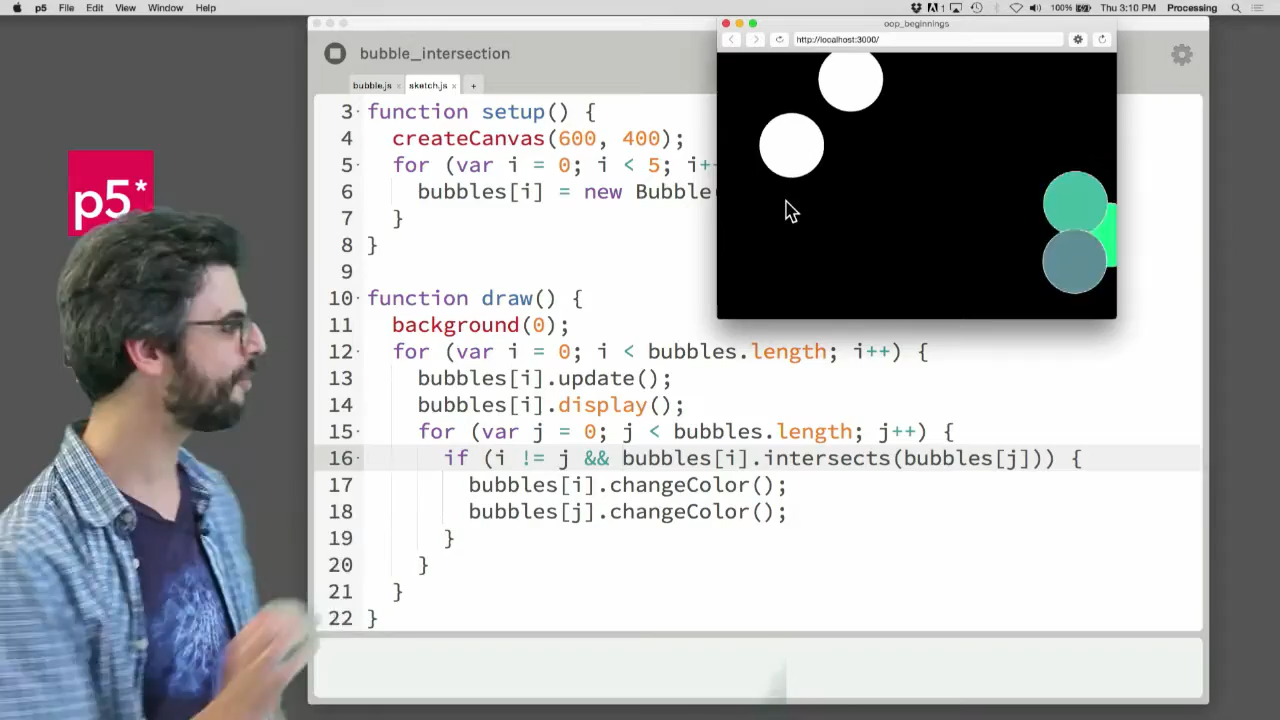 p5 File Edit View Window Help
1 100% Thu 3:10 PM Processing
bubble_intersection
bubble.js × sketch.js × +
oop_beginnings
http://localhost:3000/
p5*
3 function setup() {
4 createCanvas(600, 400);
5 for (var i = 0; i < 5; i+
6 bubbles[i] = new Bubble
7 }
8 }
9
10 function draw() {
11 background(0);
12 for (var i = 0; i < bubbles.length; i++) {
13 bubbles[i].update();
14 bubbles[i].display();
15 for (var j = 0; j < bubbles.length; j++) {
16 if (i != j && bubbles[i].intersects(bubbles[j])) {
17 bubbles[i].changeColor();
18 bubbles[j].changeColor();
19 }
20 }
21 }
22 }